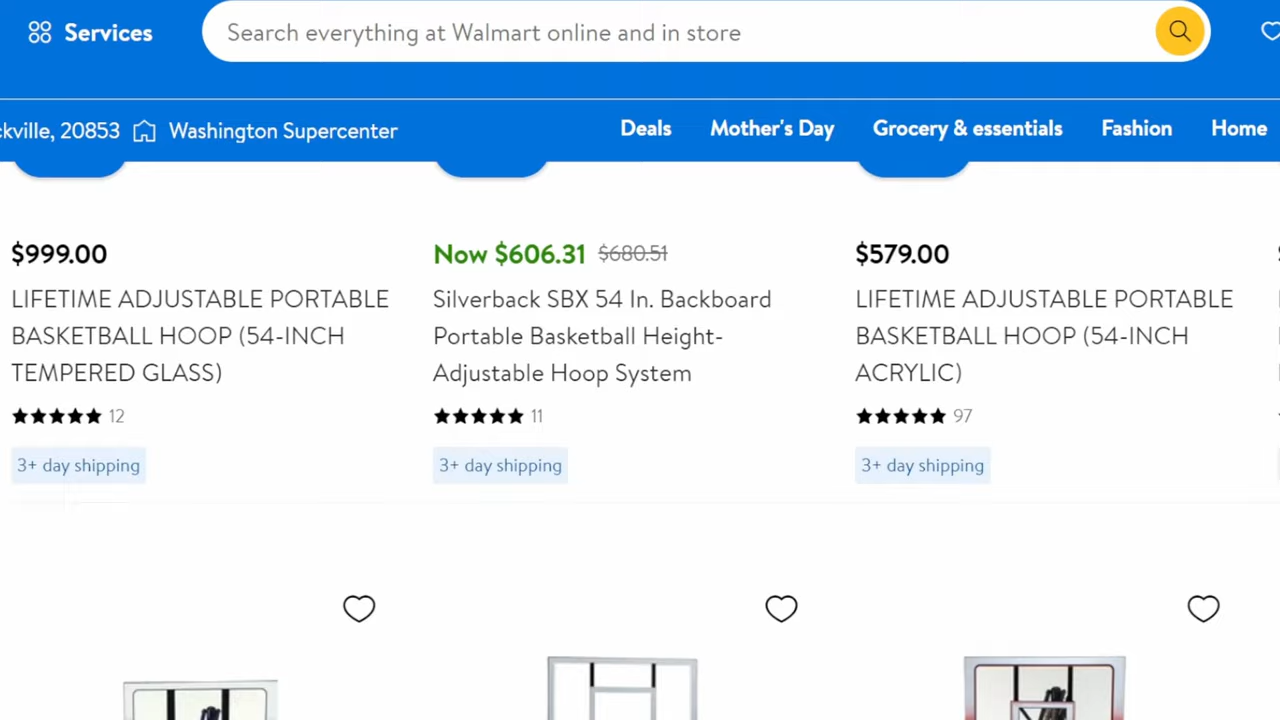 Services
Search everything at Walmart online and in store
ckville, 20853
Washington Supercenter
Deals
Mother's Day
Grocery & essentials
Fashion
Home
$999.00
LIFETIME ADJUSTABLE PORTABLE
BASKETBALL HOOP (54-INCH
TEMPERED GLASS)
12
3+ day shipping
Now $606.31 $680.51
Silverback SBX 54 In. Backboard
Portable Basketball Height-
Adjustable Hoop System
11
3+ day shipping
$579.00
LIFETIME ADJUSTABLE PORTABLE
BASKETBALL HOOP (54-INCH
ACRYLIC)
97
3+ day shipping